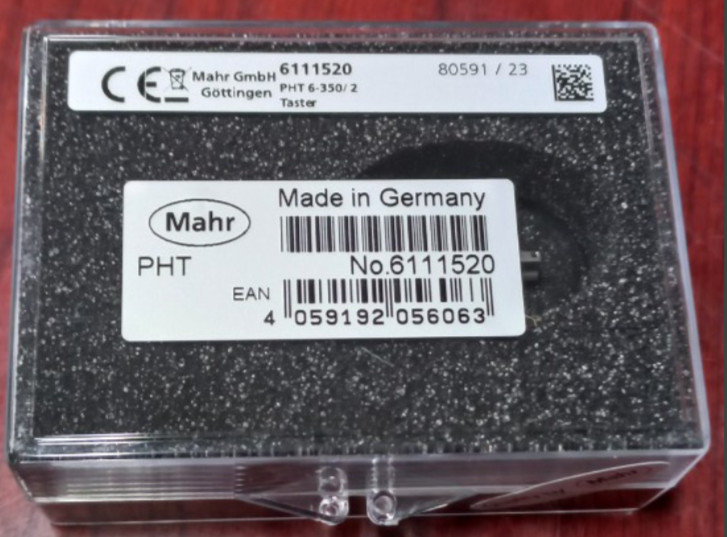 CE Mahr GmbH 6111520 80591 / 23
Göttingen PHT 6-350/2
Taster
Made in Germany
Mahr
PHT No.6111520
EAN
4 059192 056063
Mahr